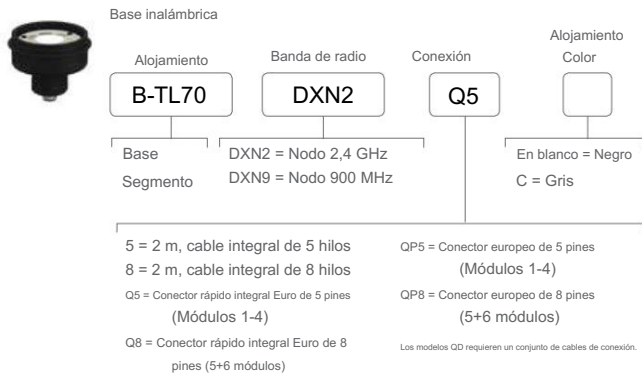 Base inalámbrica
Alojamiento
Banda de radio
Conexión
Alojamiento
Color
B-TL70
DXN2
Q5
Base
Segmento
DXN2 = Nodo 2,4 GHz
DXN9 = Nodo 900 MHz
En blanco = Negro
C = Gris
5 = 2 m, cable integral de 5 hilos
8 = 2 m, cable integral de 8 hilos
Q5 = Conector rápido integral Euro de 5 pines
(Módulos 1-4)
Q8 = Conector rápido integral Euro de 8
pines (5+6 módulos)
QP5 = Conector europeo de 5 pines
(Módulos 1-4)
QP8 = Conector europeo de 8 pines
(5+6 módulos)
Los modelos QD requieren un conjunto de cables de conexión.